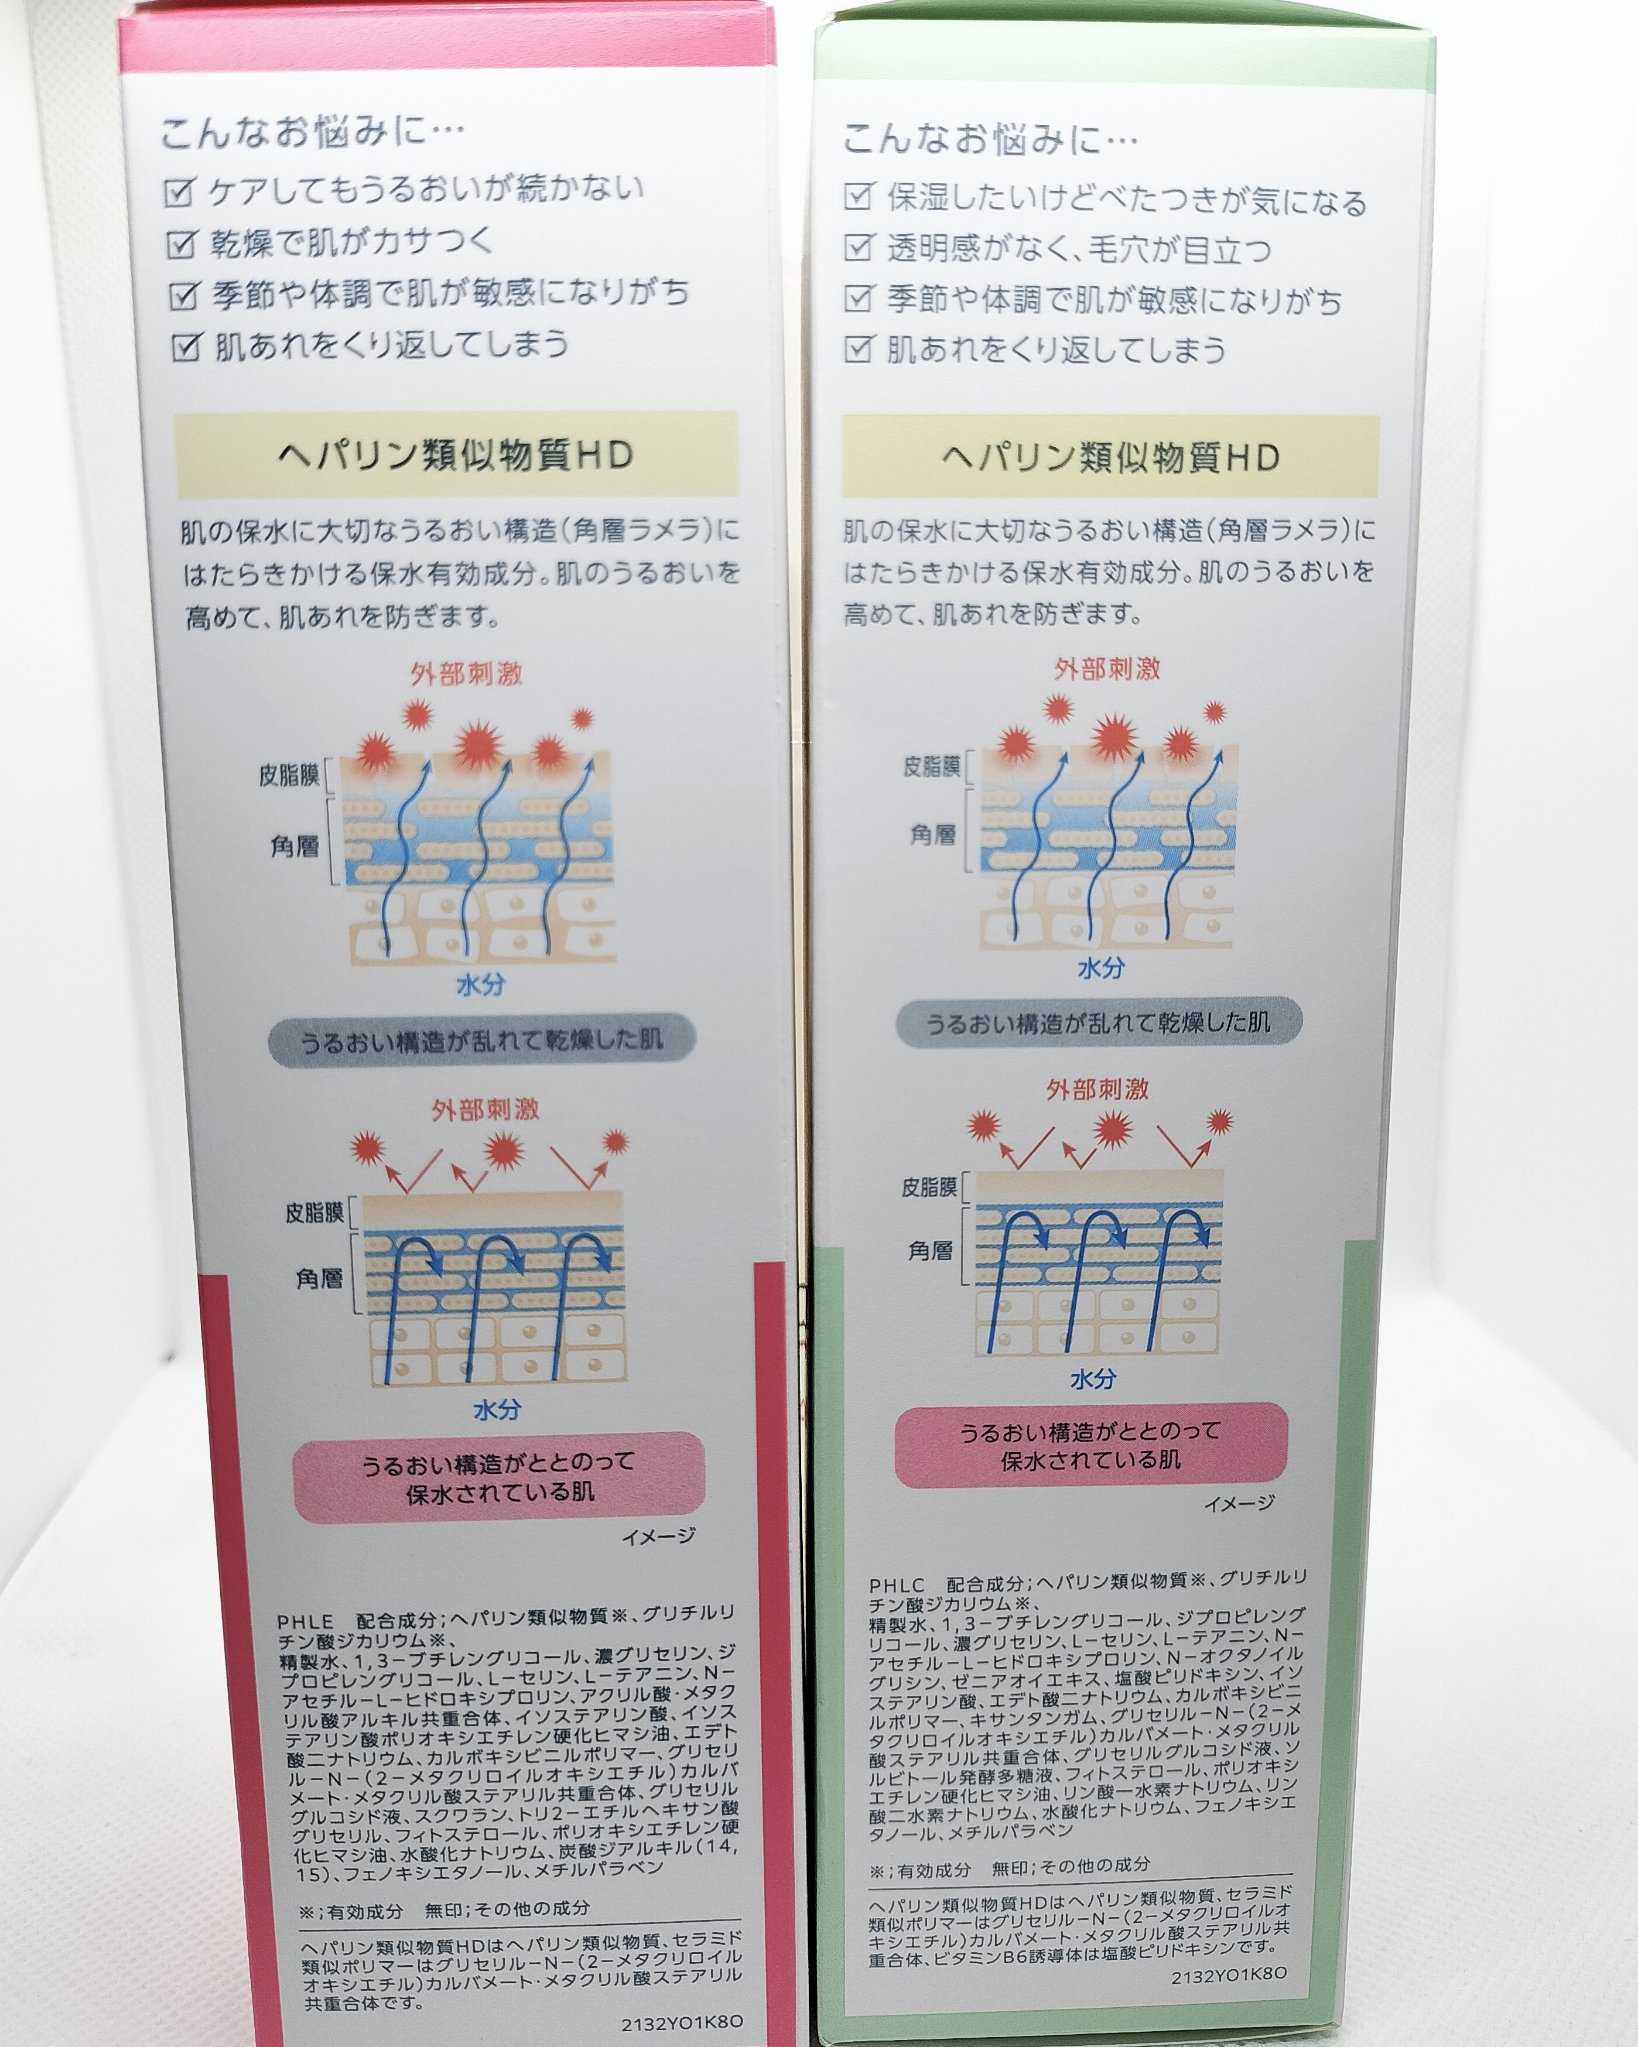 こんなお悩みに…
ケアしてもうるおいが続かない
乾燥で肌がカサつく
季節や体調で肌が敏感になりがち
肌あれをくり返してしまう
ヘパリン類似物質HD
肌の保水に大切なうるおい構造(角層ラメラ)に
はたらきかける保水有効成分。肌のうるおいを
高めて、肌あれを防ぎます。
外部刺激
皮脂膜
角層
水分
うるおい構造が乱れて乾燥した肌
外部刺激
皮脂膜
角層
水分
うるおい構造がととのって
保水されている肌
イメージ
PHLE 配合成分;ヘパリン類似物質※、グリチルリ
チン酸ジカリウム※、
精製水、1,3−ブチレングリコール、濃グリセリン、ジ
プロピレングリコール、L−セリン、L−テアニン、N−
アセチル−L−ヒドロキシプロリン、アクリル酸・メタク
リル酸アルキル共重合体、イソステアリン酸、イソス
テアリン酸ポリオキシエチレン硬化ヒマシ油、エデト
酸二ナトリウム、カルボキシビニルポリマー、グリセリ
ル−N−(2−メタクリロイルオキシエチル)カルバ
メート・メタクリル酸ステアリル共重合体、グリセリル
グルコシド液、スクワラン、トリ2−エチルヘキサン酸
グリセリル、フィトステロール、ポリオキシエチレン硬
化ヒマシ油、水酸化ナトリウム、炭酸ジアルキル(14,
15)、フェノキシエタノール、メチルパラベン
※;有効成分 無印;その他の成分
ヘパリン類似物質HDはヘパリン類似物質、セラミド
類似ポリマーはグリセリル−N−(2−メタクリロイル
オキシエチル)カルバメート・メタクリル酸ステアリル
共重合体です。
2132YO1K8O
こんなお悩みに…
保湿したいけどべたつきが気になる
透明感がなく、毛穴が目立つ
季節や体調で肌が敏感になりがち
肌あれをくり返してしまう
ヘパリン類似物質HD
肌の保水に大切なうるおい構造(角層ラメラ)に
はたらきかける保水有効成分。肌のうるおいを
高めて、肌あれを防ぎます。
外部刺激
皮脂膜
角層
水分
うるおい構造が乱れて乾燥した肌
外部刺激
皮脂膜
角層
水分
うるおい構造がととのって
保水されている肌
イメージ
PHLC 配合成分;ヘパリン類似物質※、グリチルリ
チン酸ジカリウム※、
精製水、1,3−ブチレングリコール、ジプロピレング
リコール、濃グリセリン、L−セリン、L−テアニン、N−
アセチル−L−ヒドロキシプロリン、N−オクタノイル
グリシン、ゼニアオイエキス、塩酸ピリドキシン、イソ
ステアリン酸、エデト酸二ナトリウム、カルボキシビニ
ルポリマー、キサンタンガム、グリセリル−N−(2−メ
タクリロイルオキシエチル)カルバメート・メタクリル
酸ステアリル共重合体、グリセリルグルコシド液、ソ
ルビトール発酵多糖液、フィトステロール、ポリオキシ
エチレン硬化ヒマシ油、リン酸一水素ナトリウム、リン
酸二水素ナトリウム、水酸化ナトリウム、フェノキシエ
タノール、メチルパラベン
※;有効成分 無印;その他の成分
ヘパリン類似物質HDはヘパリン類似物質、セラミド
類似ポリマーはグリセリル−N−(2−メタクリロイルオ
キシエチル)カルバメート・メタクリル酸ステアリル共
重合体、ビタミンB6誘導体は塩酸ピリドキシンです。
2132YO1K8O